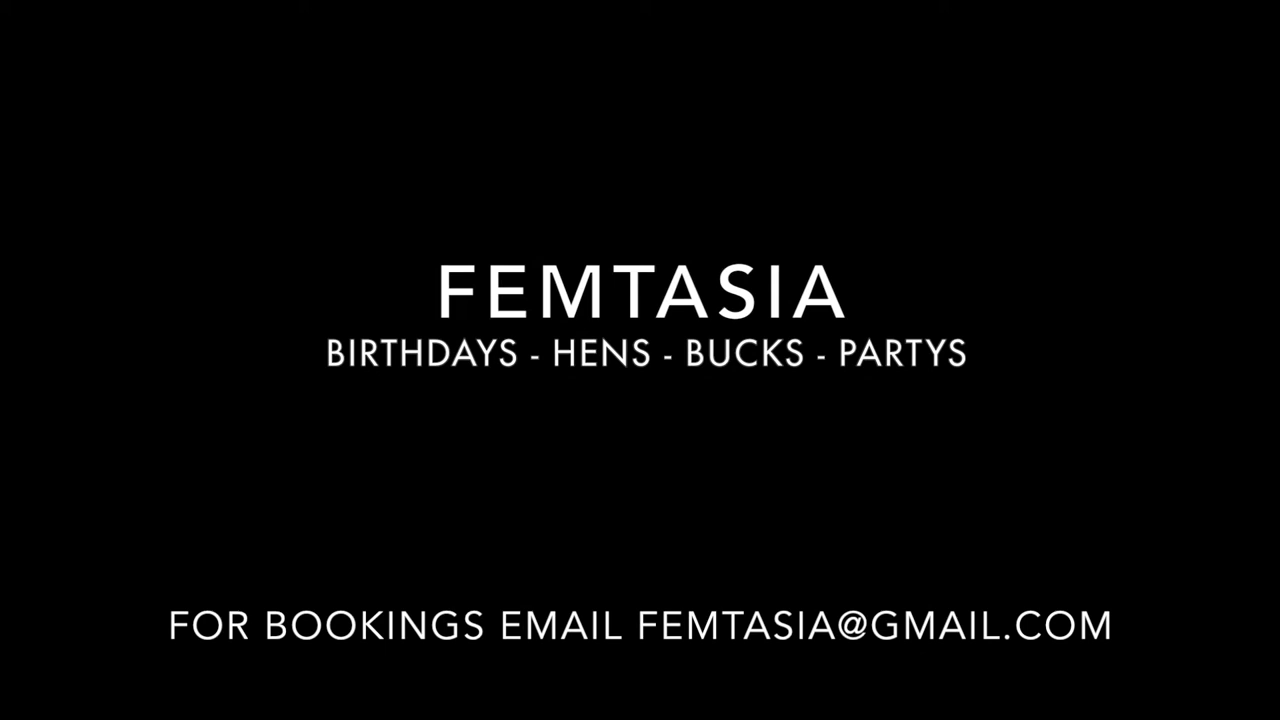 FEMTASIA
BIRTHDAYS - HENS - BUCKS - PARTYS
FOR BOOKINGS EMAIL FEMTASIA@GMAIL.COM